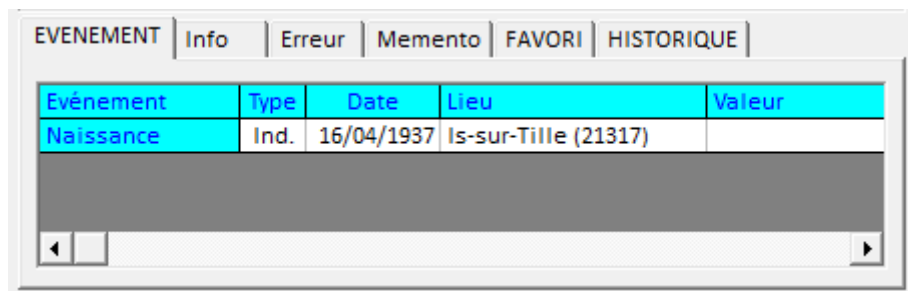 EVENEMENT Info Erreur Memento FAVORI HISTORIQUE
Evénement Type Date Lieu Valeur
Naissance Ind. 16/04/1937 Is-sur-Tille (21317)